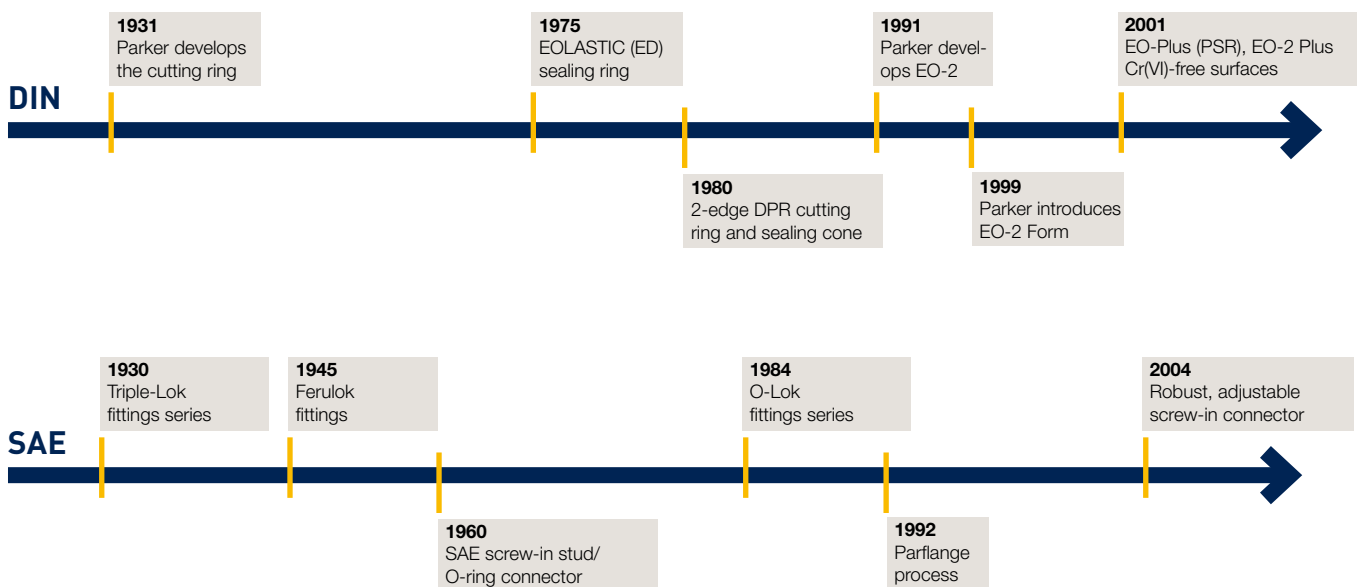 1931
Parker develops
the cutting ring
1975
EOLASTIC (ED)
sealing ring
1991
Parker devel-
ops EO-2
2001
EO-Plus (PSR), EO-2 Plus
Cr(VI)-free surfaces
DIN
1980
2-edge DPR cutting
ring and sealing cone
1999
Parker introduces
EO-2 Form
1930
Triple-Lok
fittings series
1945
Ferulok
fittings
1984
O-Lok
fittings series
2004
Robust, adjustable
screw-in connector
SAE
1960
SAE screw-in stud/
O-ring connector
1992
Parflange
process